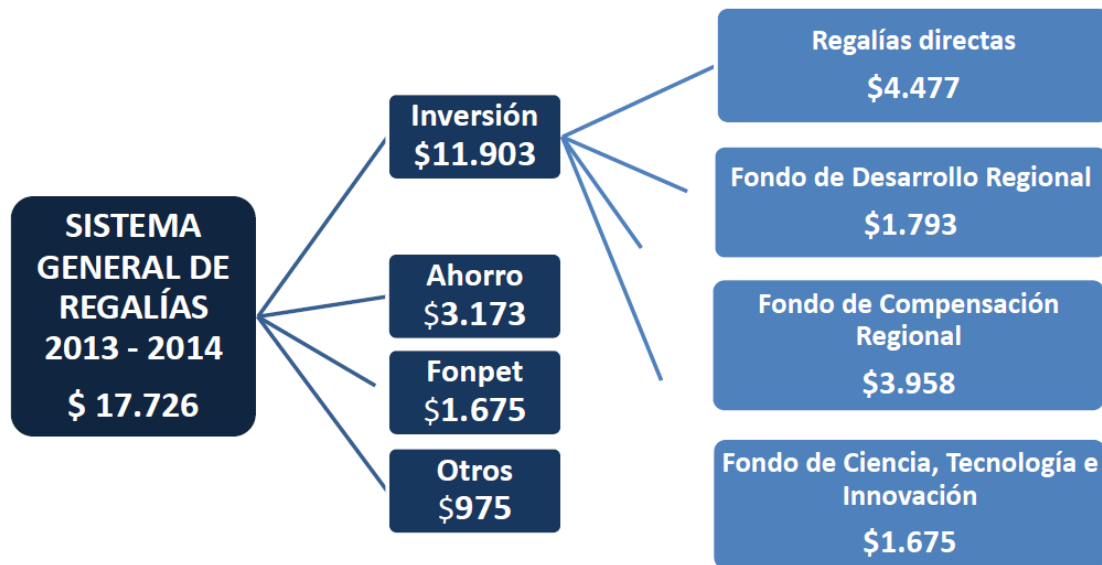 SISTEMA
GENERAL DE
REGALÍAS
2013 - 2014
$ 17.726
Inversión
$11.903
Ahorro
$3.173
Fonpet
$1.675
Otros
$975
Regalías directas
$4.477
Fondo de Desarrollo Regional
$1.793
Fondo de Compensación
Regional
$3.958
Fondo de Ciencia, Tecnología e
Innovación
$1.675